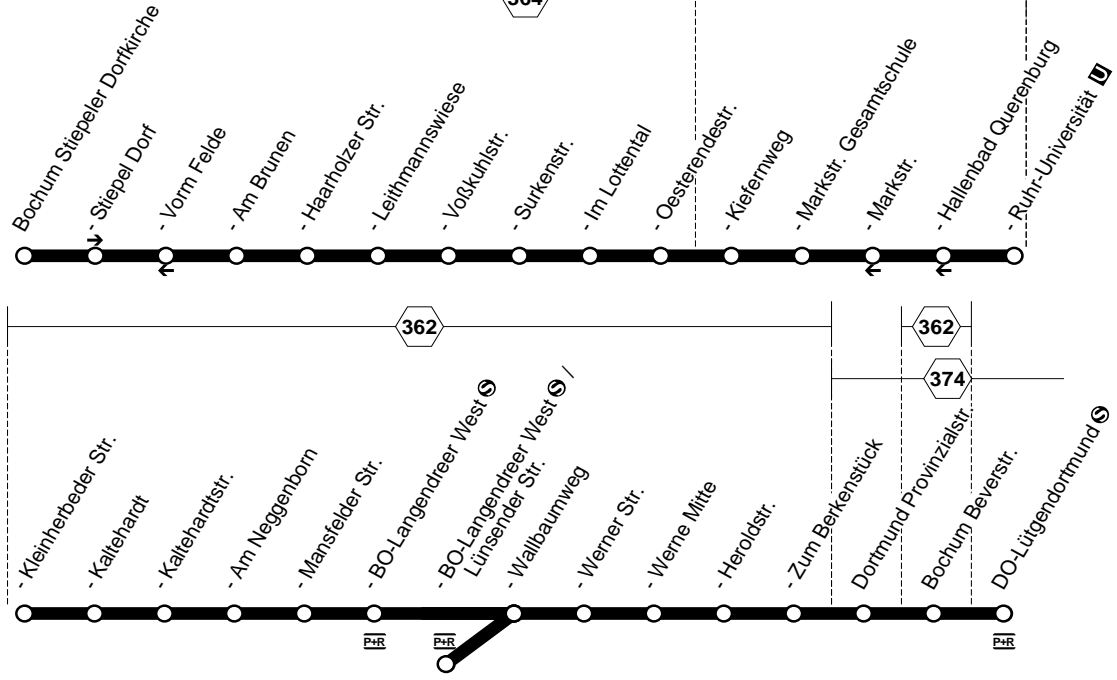 364
Bochum Stiepeler Dorfkirche
- Stiepel Dorf
- Vorm Felde
- Am Brunen
- Haarholzer Str.
- Leithmannswiese
- Voßkuhlstr.
- Surkenstr.
- Im Lottental
- Oesterendestr.
- Kiefernweg
- Markstr. Gesamtschule
- Markstr.
- Hallenbad Querenburg
- Ruhr-Universität U
362
362
374
- Kleinherbeder Str.
- Kaltehardt
- Kaltehardtstr.
- Am Neggenborn
- Mansfelder Str.
- BO-Langendreer West S
- BO-Langendreer West S /
Lünsender Str.
- Wallbaumweg
- Werner Str.
- Werne Mitte
- Heroldstr.
- Zum Berkenstück
Dortmund Provinzialstr.
Bochum Beverstr.
DO-Lütgendortmund S
P+R
P+R
P+R